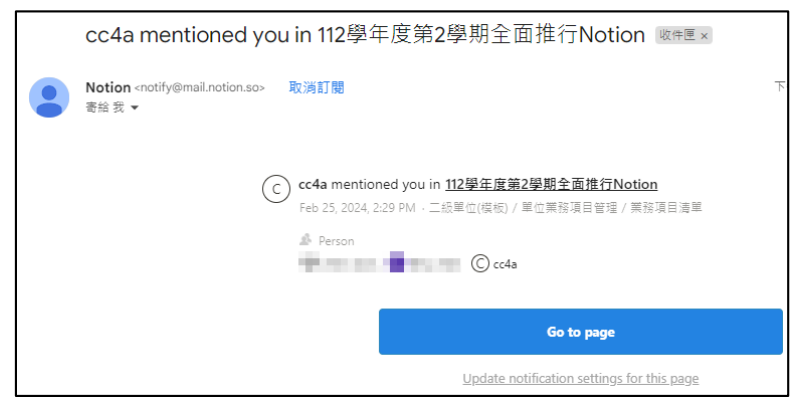 cc4a mentioned you in 112學年度第2學期全面推行Notion 收件匣 ×
Notion <notify@mail.notion.so> 取消訂閱
下
寄給 我
C cc4a mentioned you in 112學年度第2學期全面推行Notion
Feb 25, 2024, 2:29 PM · 二級單位(模板) / 單位業務項目管理 / 業務項目清單
Person
C cc4a
Go to page
Update notification settings for this page